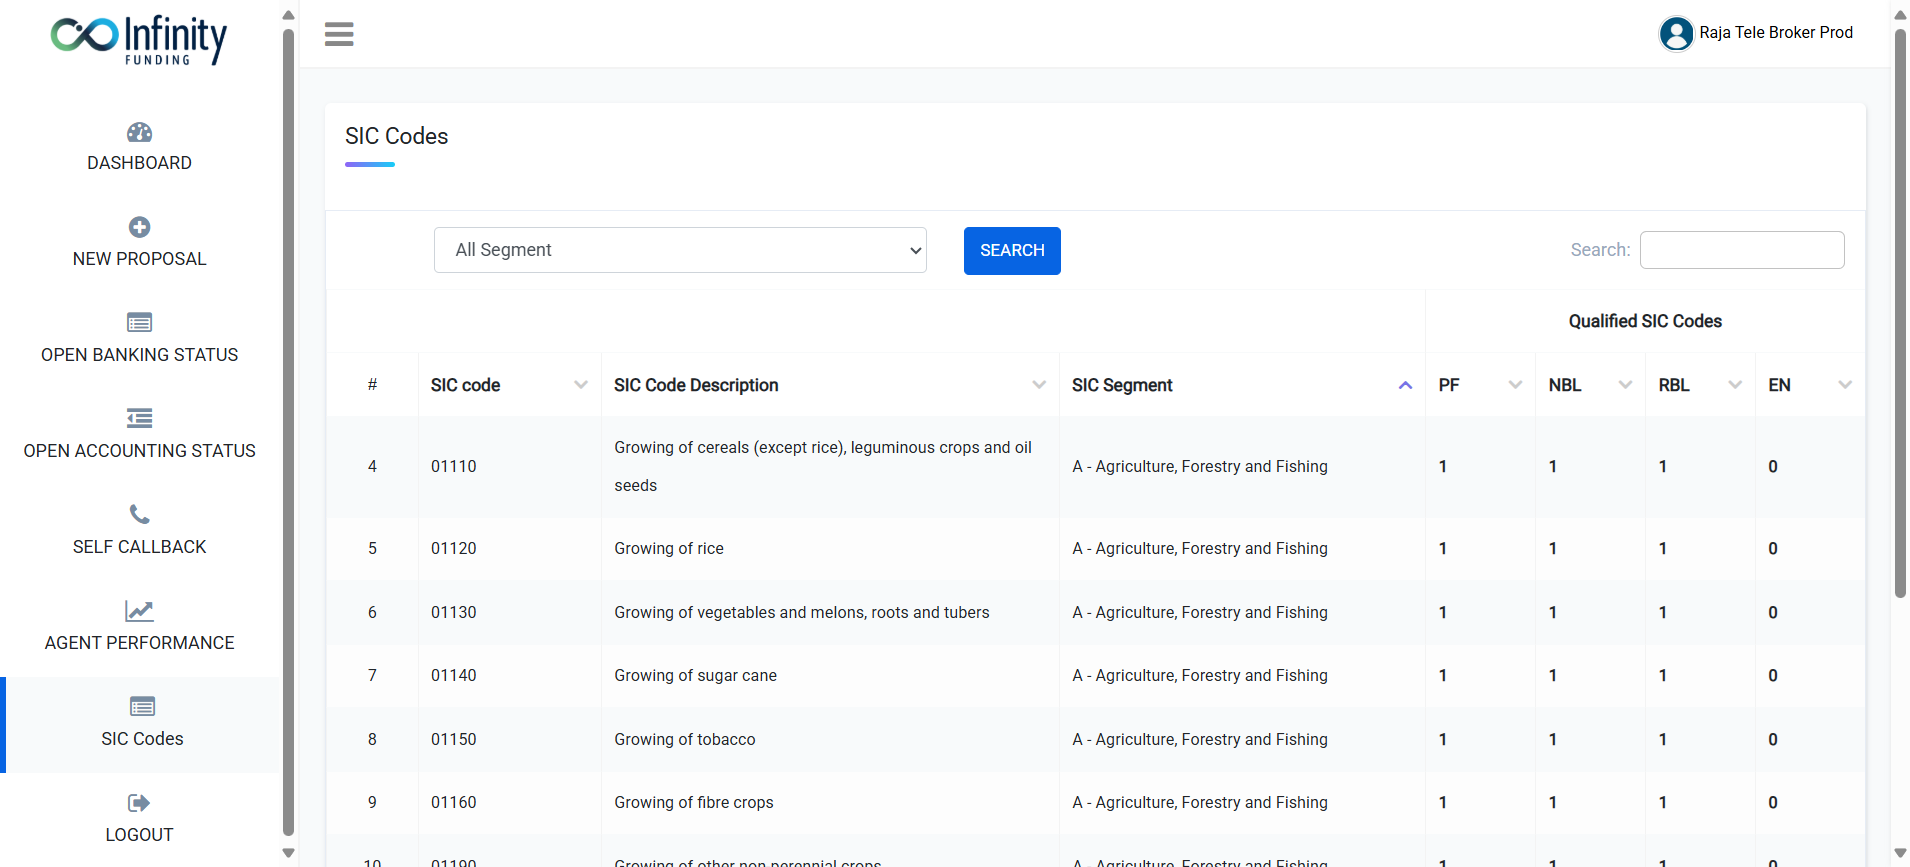 Infinity
FUNDING
Raja Tele Broker Prod
DASHBOARD
NEW PROPOSAL
OPEN BANKING STATUS
OPEN ACCOUNTING STATUS
SELF CALLBACK
AGENT PERFORMANCE
SIC Codes
LOGOUT
SIC Codes
All Segment SEARCH Search:
Qualified SIC Codes
# SIC code SIC Code Description SIC Segment PF NBL RBL EN
4 01110 Growing of cereals (except rice), leguminous crops and oil seeds A - Agriculture, Forestry and Fishing 1 1 1 0
5 01120 Growing of rice A - Agriculture, Forestry and Fishing 1 1 1 0
6 01130 Growing of vegetables and melons, roots and tubers A - Agriculture, Forestry and Fishing 1 1 1 0
7 01140 Growing of sugar cane A - Agriculture, Forestry and Fishing 1 1 1 0
8 01150 Growing of tobacco A - Agriculture, Forestry and Fishing 1 1 1 0
9 01160 Growing of fibre crops A - Agriculture, Forestry and Fishing 1 1 1 0
10 01190 Growing of other non perennial crops A - Agriculture, Forestry and Fishing 1 1 1 0